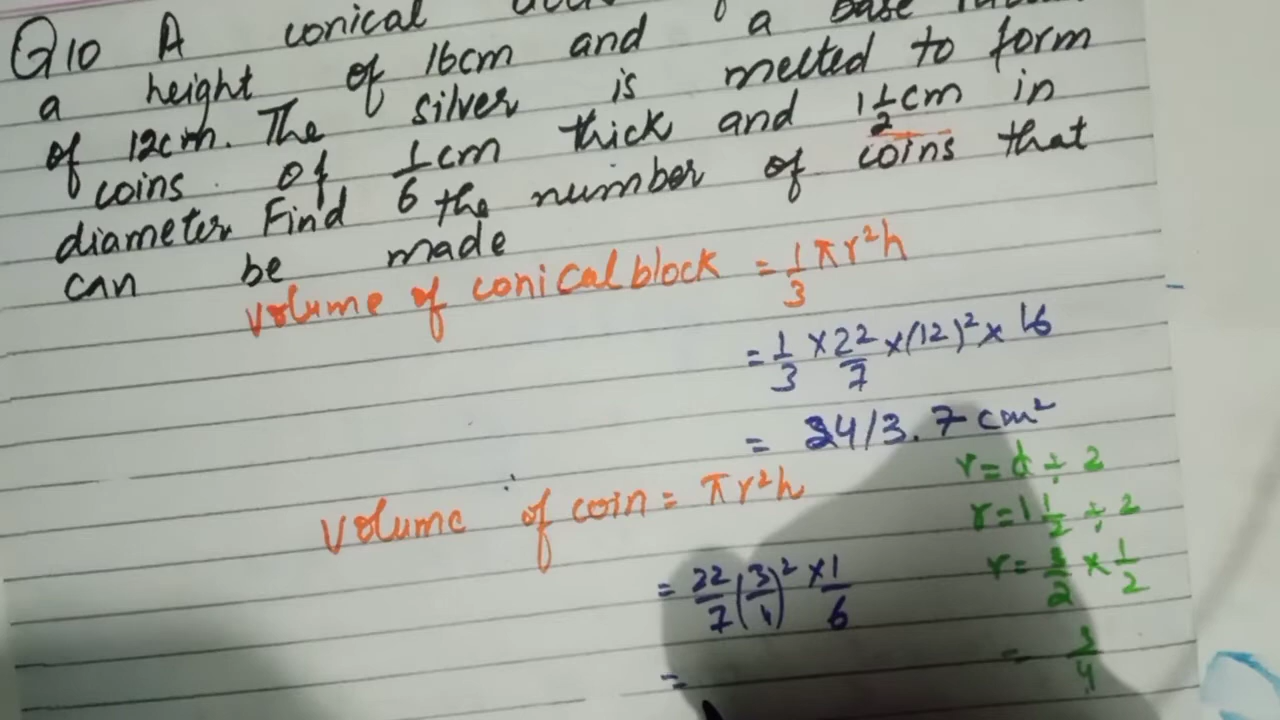 Q10 A conical a base
a height of 16cm and
of 12cm. The silver is melted to form
coins of 1/6 cm thick and 1 1/2 cm in
diameter Find the number of coins that
can be made
volume of conical block = 1/3 πr²h
= 1/3 × 22/7 × (12)² × 16
= 2413.7 cm²
r = d ÷ 2
volume of coin = πr²h
r = 1 1/2 ÷ 2
= 22/7 (3/4)² × 1/6
r = 3/2 × 1/2
= 3/4
=